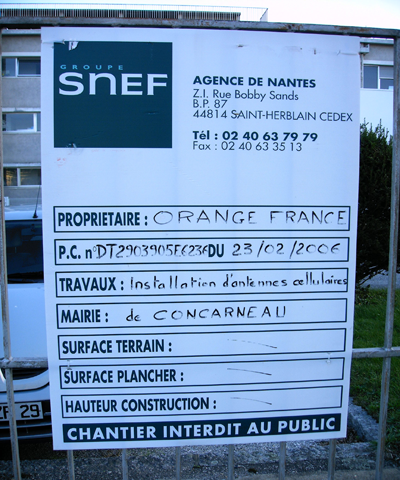 GROUPE
SNEF
AGENCE DE NANTES
Z.I. Rue Bobby Sands
B.P. 87
44814 SAINT-HERBLAIN CEDEX
Tél : 02 40 63 79 79
Fax : 02 40 63 35 13
PROPRIETAIRE : ORANGE FRANCE
P.C. n° DT2903905E6236 DU 23/02/2006
TRAVAUX : Installation d'antennes cellulaires
MAIRIE : de CONCARNEAU
SURFACE TERRAIN :
SURFACE PLANCHER :
HAUTEUR CONSTRUCTION :
CHANTIER INTERDIT AU PUBLIC
29